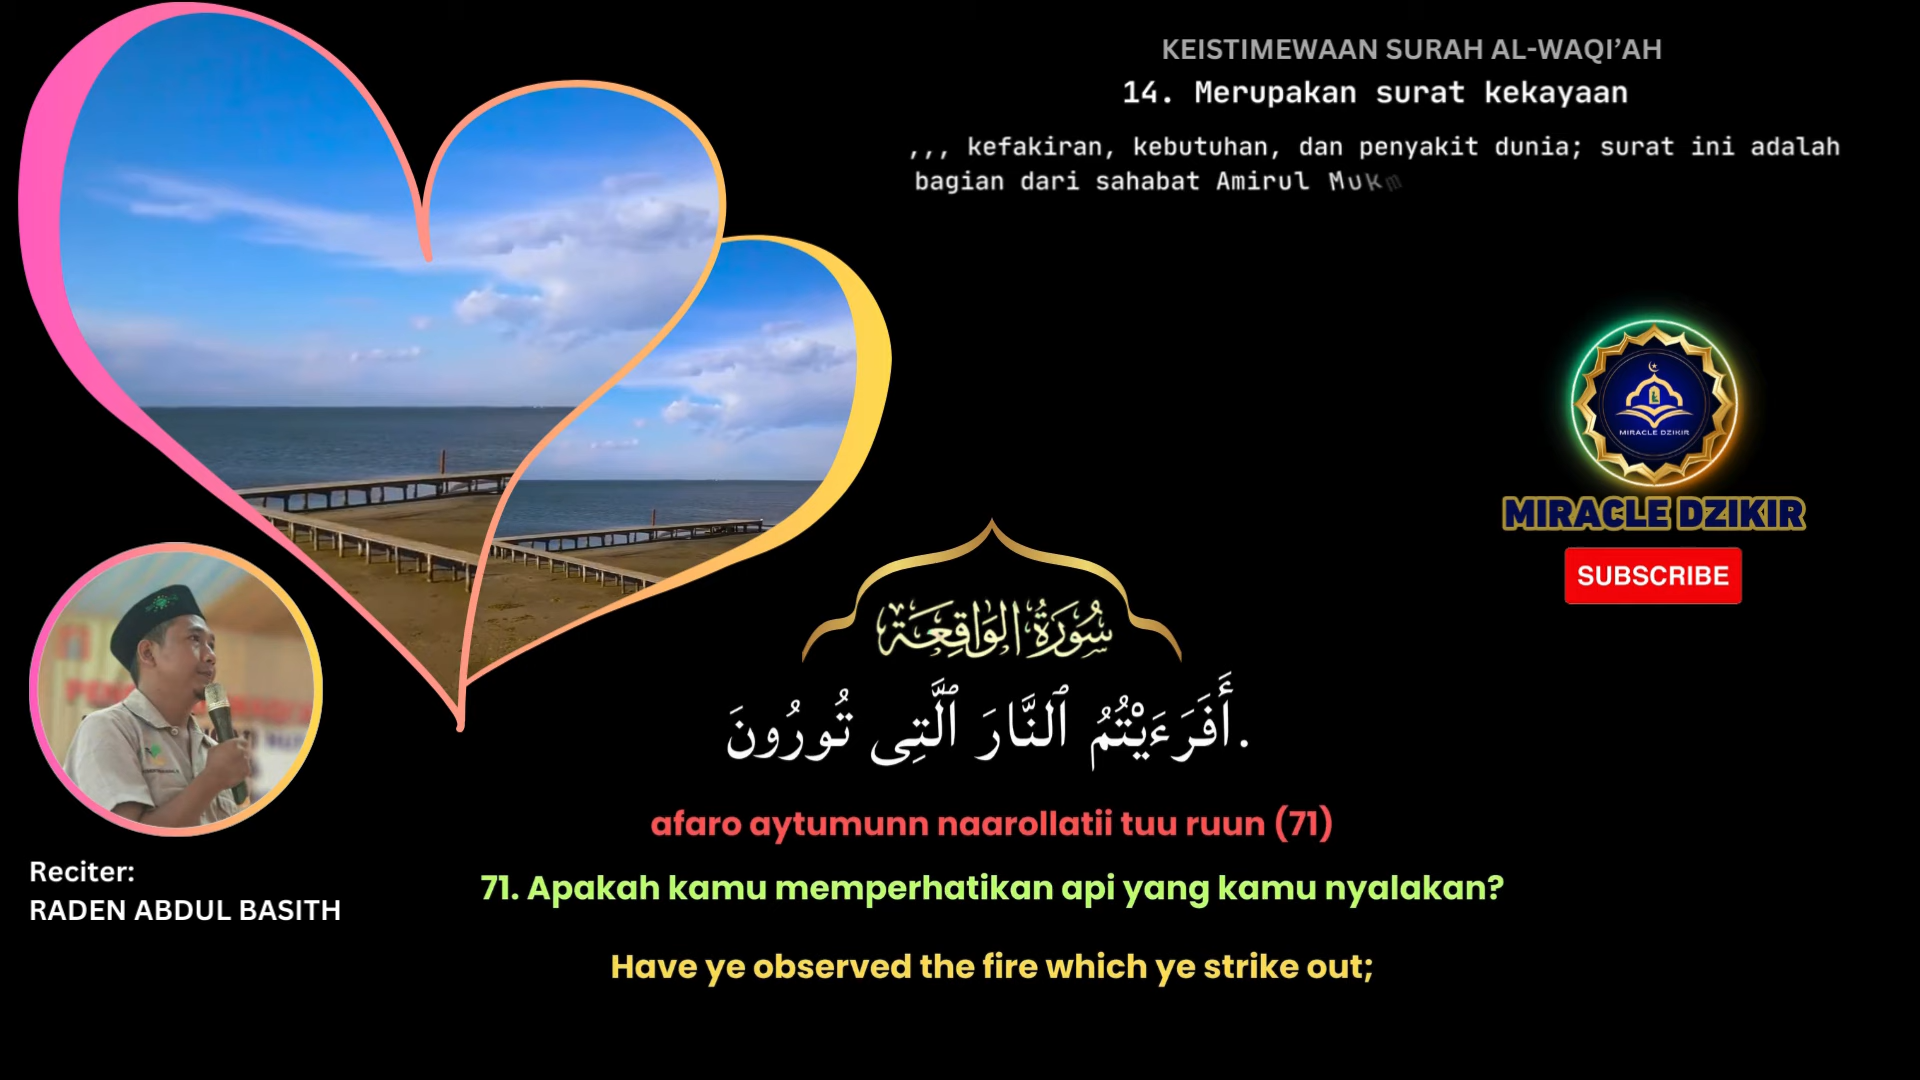 KEISTIMEWAAN SURAH AL-WAQI’AH
14. Merupakan surat kekayaan
,,, kefakiran, kebutuhan, dan penyakit dunia; surat ini adalah
bagian dari sahabat Amirul Mukm
MIRACLE DZIKIR
MIRACLE DZIKIR
SUBSCRIBE
سُورَةُ الوَاقِعَة
أَفَرَءَيْتُمُ ٱلنَّارَ ٱلَّتِى تُورُونَ.
afaro aytumunn naarollatii tuu ruun (71)
71. Apakah kamu memperhatikan api yang kamu nyalakan?
Have ye observed the fire which ye strike out;
Reciter:
RADEN ABDUL BASITH